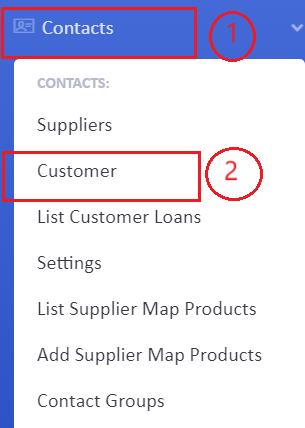 Contacts 1
CONTACTS:
Suppliers
Customer 2
List Customer Loans
Settings
List Supplier Map Products
Add Supplier Map Products
Contact Groups